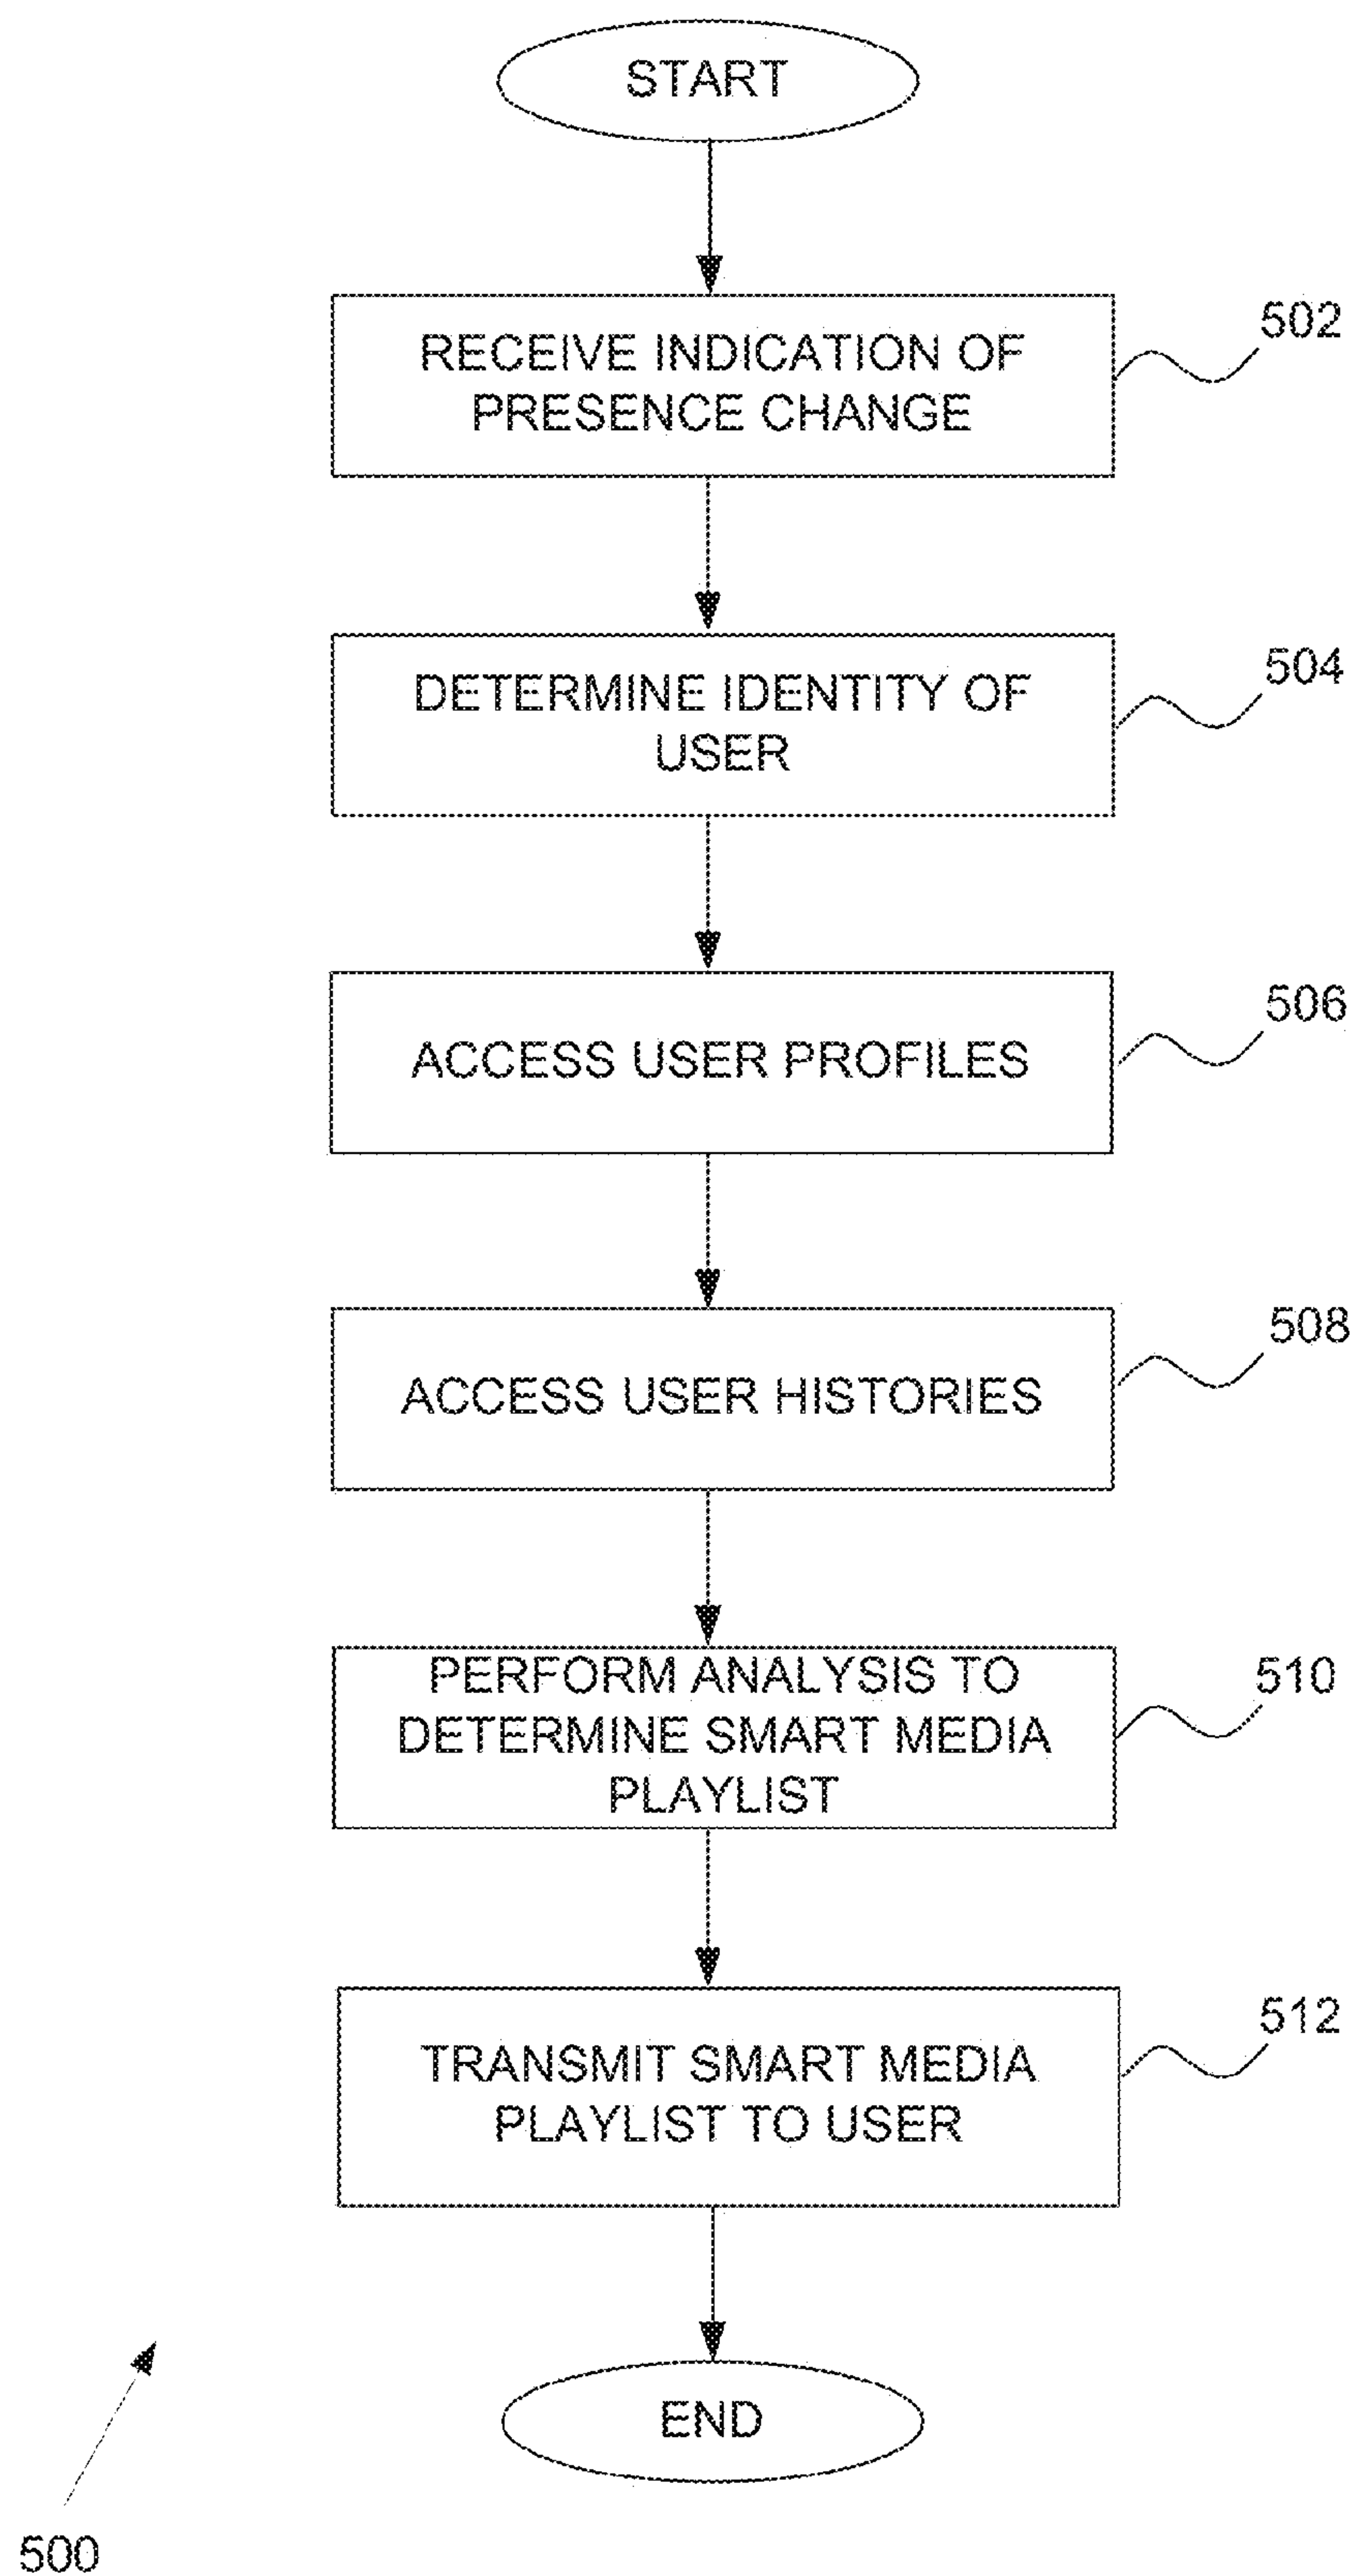 START
RECEIVE INDICATION OF
PRESENCE CHANGE
502
DETERMINE IDENTITY OF
USER
504
ACCESS USER PROFILES
506
ACCESS USER HISTORIES
508
PERFORM ANALYSIS TO
DETERMINE SMART MEDIA
PLAYLIST
510
TRANSMIT SMART MEDIA
PLAYLIST TO USER
512
END
500